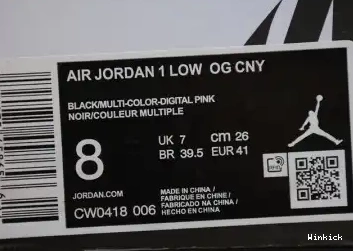 AIR JORDAN 1 LOW OG CNY
BLACK/MULTI-COLOR-DIGITAL PINK
NOIR/COULEUR MULTIPLE
8
UK 7 cm 26
BR 39.5 EUR 41
JORDAN.COM
CW0418 006
MADE IN CHINA /
FABRIQUE EN CHINE /
FABRICADO NA CHINA /
HECHO EN CHINA
Winkick